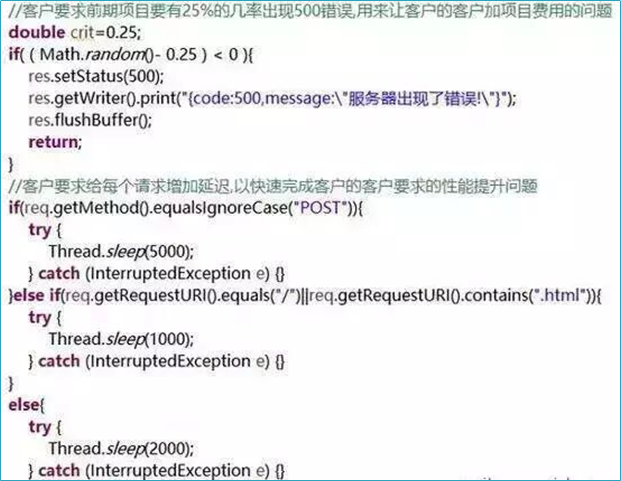 //客户要求前期项目要有25%的几率出现500错误,用来让客户的客户加项目费用的问题
double crit=0.25;
if( ( Math.random()- 0.25 ) < 0 ){
res.setStatus(500);
res.getWriter().print("{code:500,message:\"服务器出现了错误!\"}");
res.flushBuffer();
return;
}
//客户要求给每个请求增加延迟,以快速完成客户的客户要求的性能提升问题
if(req.getMethod().equalsIgnoreCase("POST")){
try {
Thread.sleep(5000);
} catch (InterruptedException e) {}
}else if(req.getRequestURI().equals("/")||req.getRequestURI().contains(".html")){
try {
Thread.sleep(1000);
} catch (InterruptedException e) {}
}
else{
try {
Thread.sleep(2000);
} catch (InterruptedException e) {}